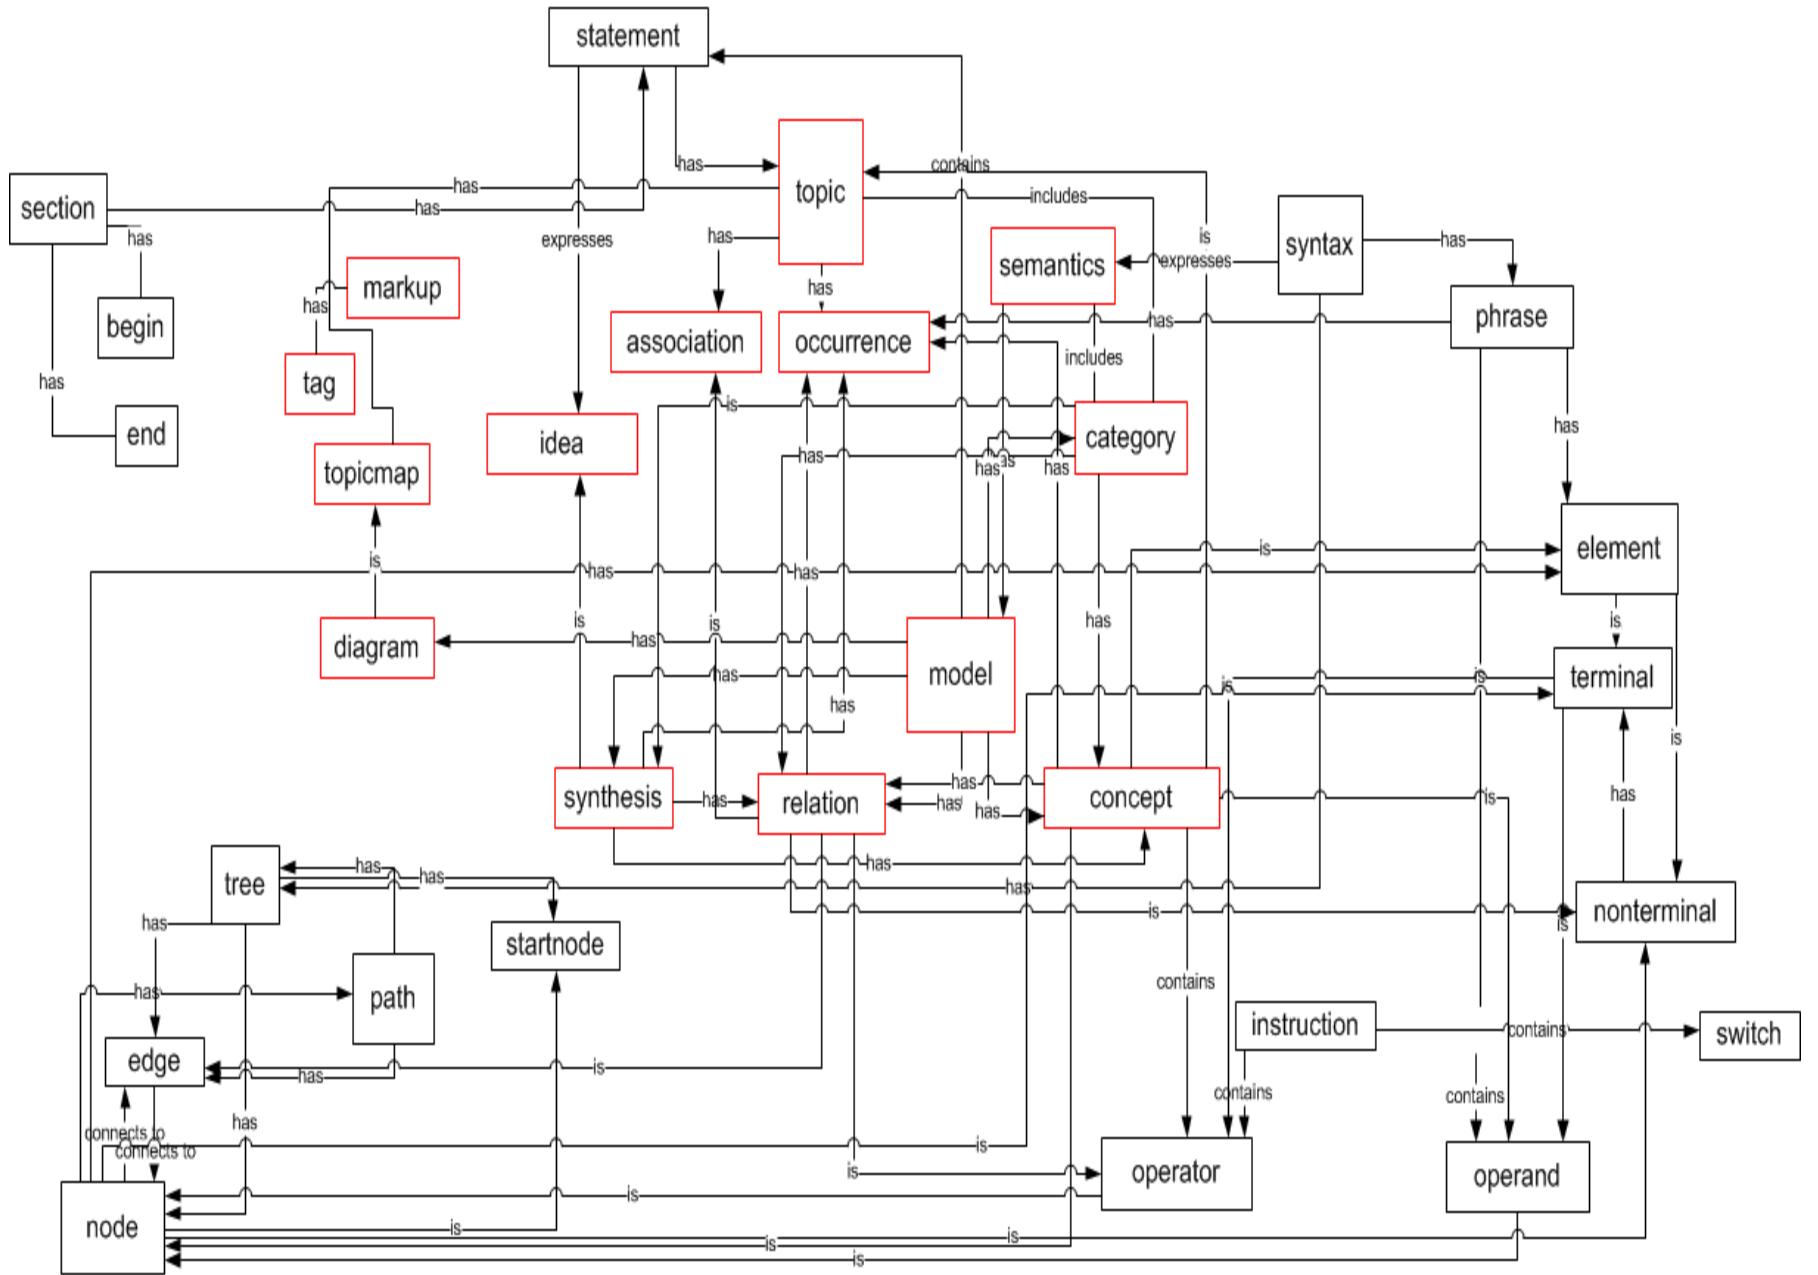 statement
has
contains
topic
has
includes
section
has
syntax
has
is
has
has
expresses
semantics
expresses
markup
has
has
phrase
begin
association
occurrence
has
includes
has
tag
is
has
end
idea
category
has
has
has
as
topicmap
element
is
is
has
has
is
is
is
has
is
diagram
has
model
terminal
has
is
is
has
is
synthesis
has
relation
has
has
has
concept
is
has
has
tree
has
has
has
has
startnode
is
nonterminal
is
path
has
contains
instruction
contains
switch
edge
is
has
contains
contains
has
connects to
connects to
is
is
operator
operand
is
node
is
is
is
is